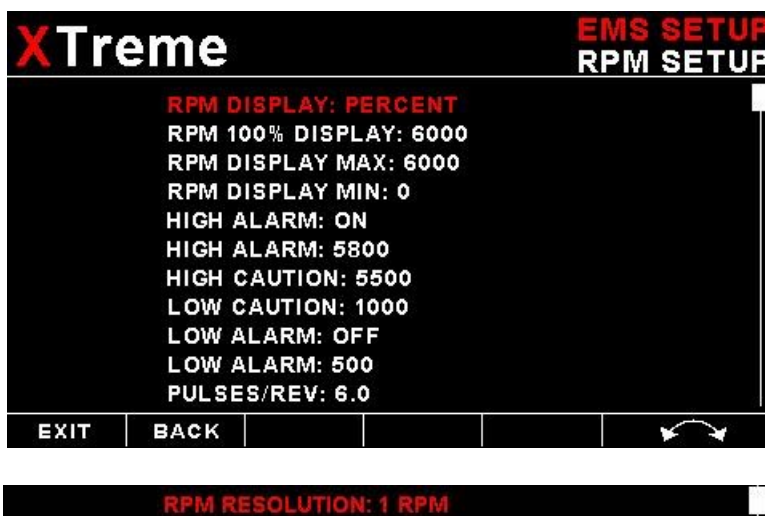 XTreme
EMS SETUP
RPM SETUP
RPM DISPLAY: PERCENT
RPM 100% DISPLAY: 6000
RPM DISPLAY MAX: 6000
RPM DISPLAY MIN: 0
HIGH ALARM: ON
HIGH ALARM: 5800
HIGH CAUTION: 5500
LOW CAUTION: 1000
LOW ALARM: OFF
LOW ALARM: 500
PULSES/REV: 6.0
EXIT BACK
RPM RESOLUTION: 1 RPM